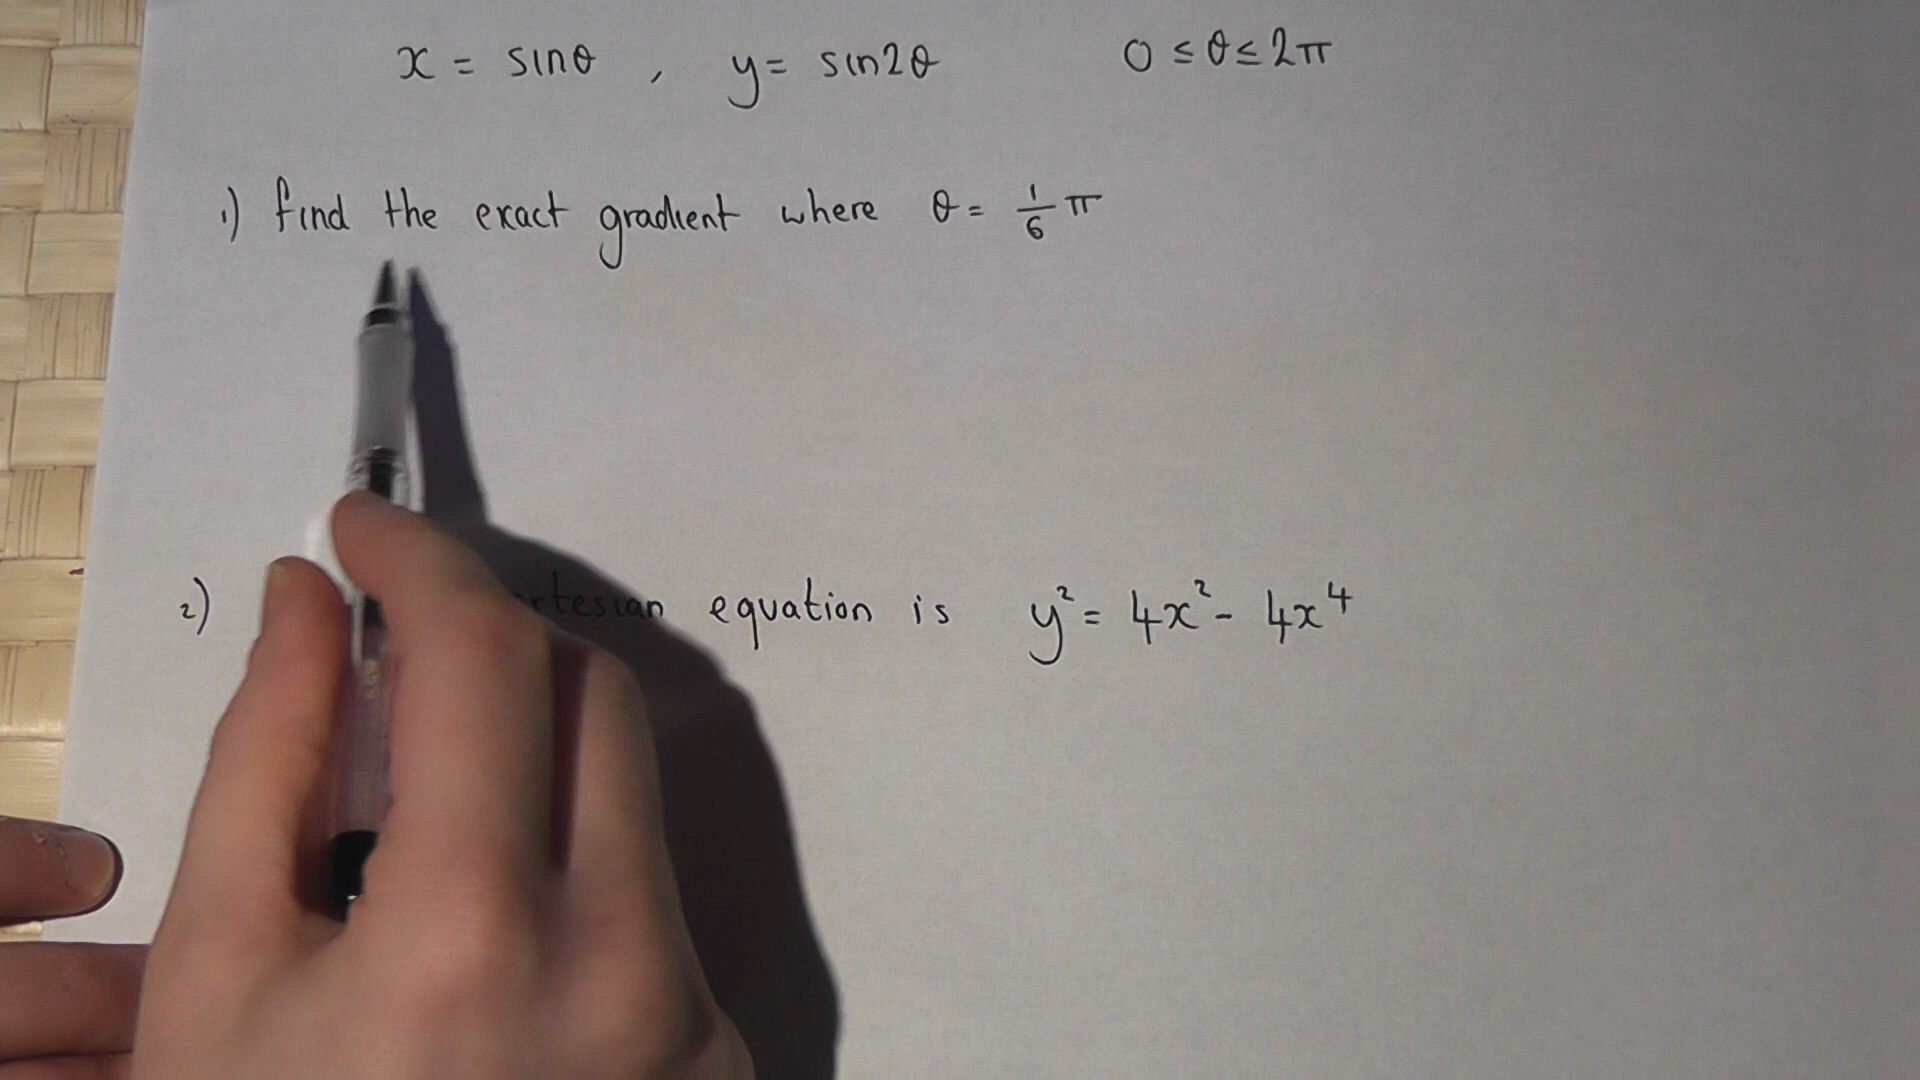 x = sinθ , y = sin2θ 0 ≤ θ ≤ 2π
1) find the exact gradient where θ = 1/6 π
2) equation is y² = 4x² - 4x⁴